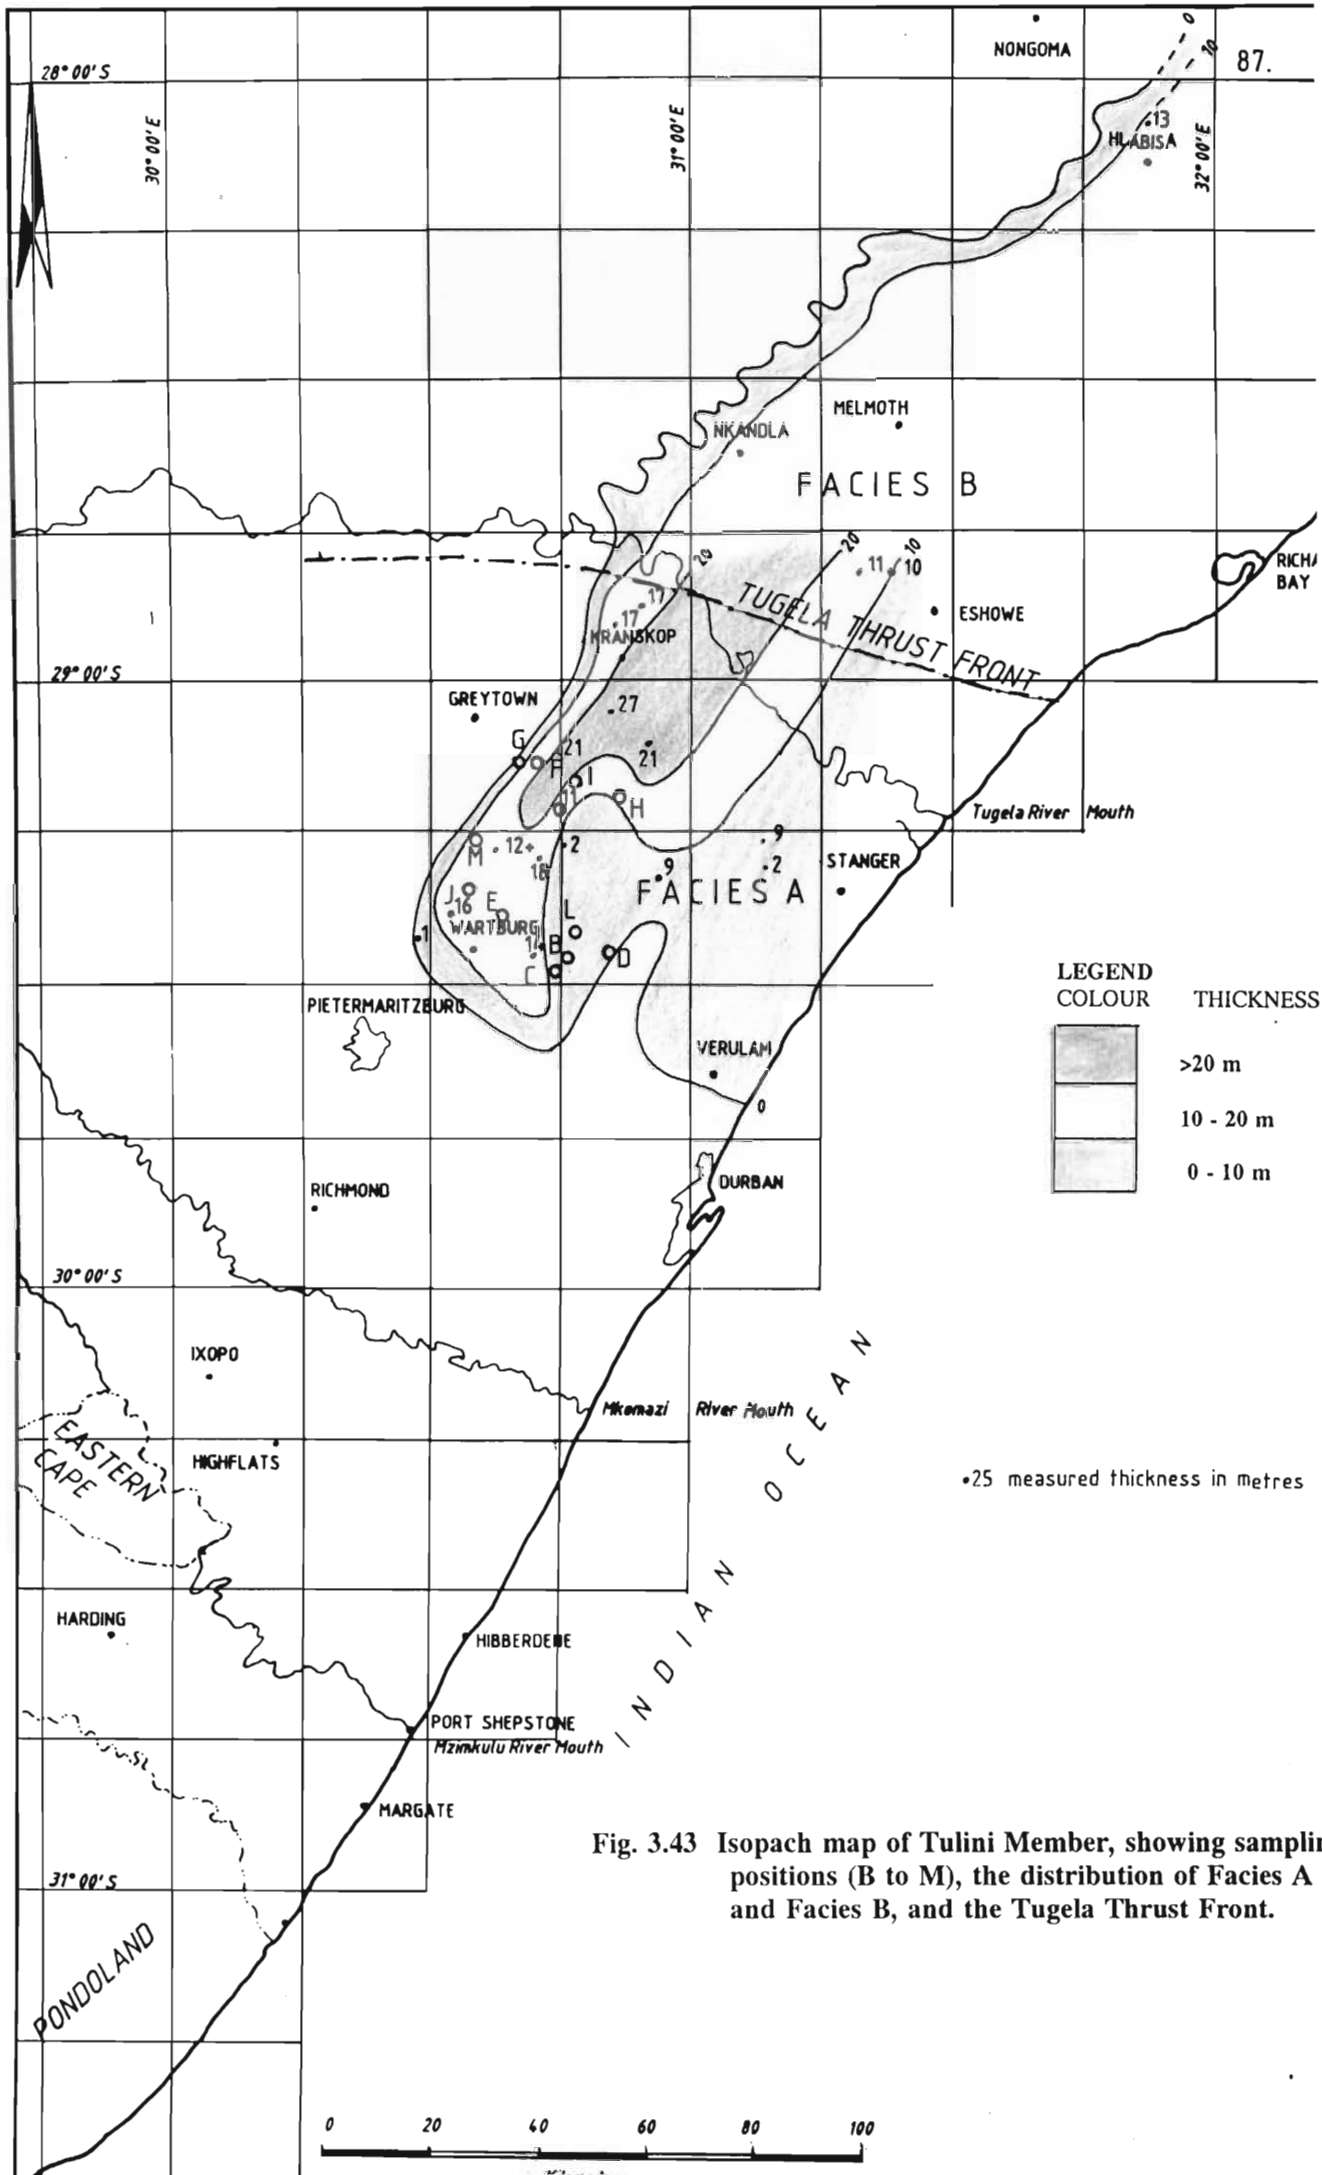 NONGOMA
87.
0
10
28°00'S
30°00'E
31°00'E
32°00'E
13
HLABISA
MELMOTH
NKANDLA
FACIES B
20
20
10
11
10
RICHA
BAY
TUGELA THRUST FRONT
ESHOWE
17
17
KRANSKOP
29°00'S
GREYTOWN
27
G
21
F
I
21
11
H
Tugela River Mouth
M
12
2
9
18
2
STANGER
9
FACIES A
J
16
E
L
WARTBURG
1
B
D
C
LEGEND
COLOUR THICKNESS
>20 m
10 - 20 m
0 - 10 m
PIETERMARITZBURG
VERULAM
0
DURBAN
RICHMOND
30°00'S
IXOPO
Mkomazi River Mouth
EASTERN
CAPE
HIGHFLATS
•25 measured thickness in metres
INDIAN OCEAN
HARDING
HIBBERDENE
PORT SHEPSTONE
Mzimkulu River Mouth
MARGATE
Fig. 3.43 Isopach map of Tulini Member, showing samplin
positions (B to M), the distribution of Facies A
and Facies B, and the Tugela Thrust Front.
31°00'S
PONDOLAND
0 20 40 60 80 100